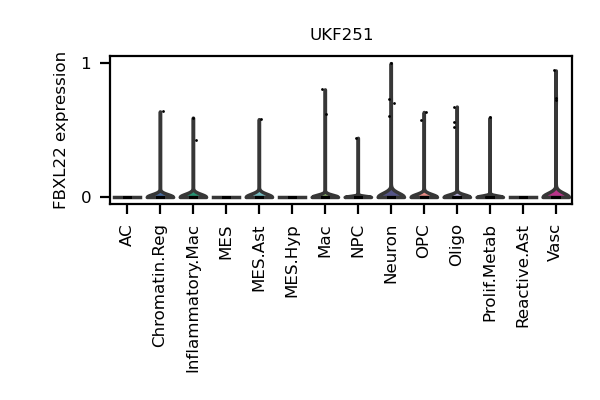 UKF251
FBXL22 expression
1
0
AC
Chromatin.Reg
Inflammatory.Mac
MES
MES.Ast
MES.Hyp
Mac
NPC
Neuron
OPC
Oligo
Prolif.Metab
Reactive.Ast
Vasc